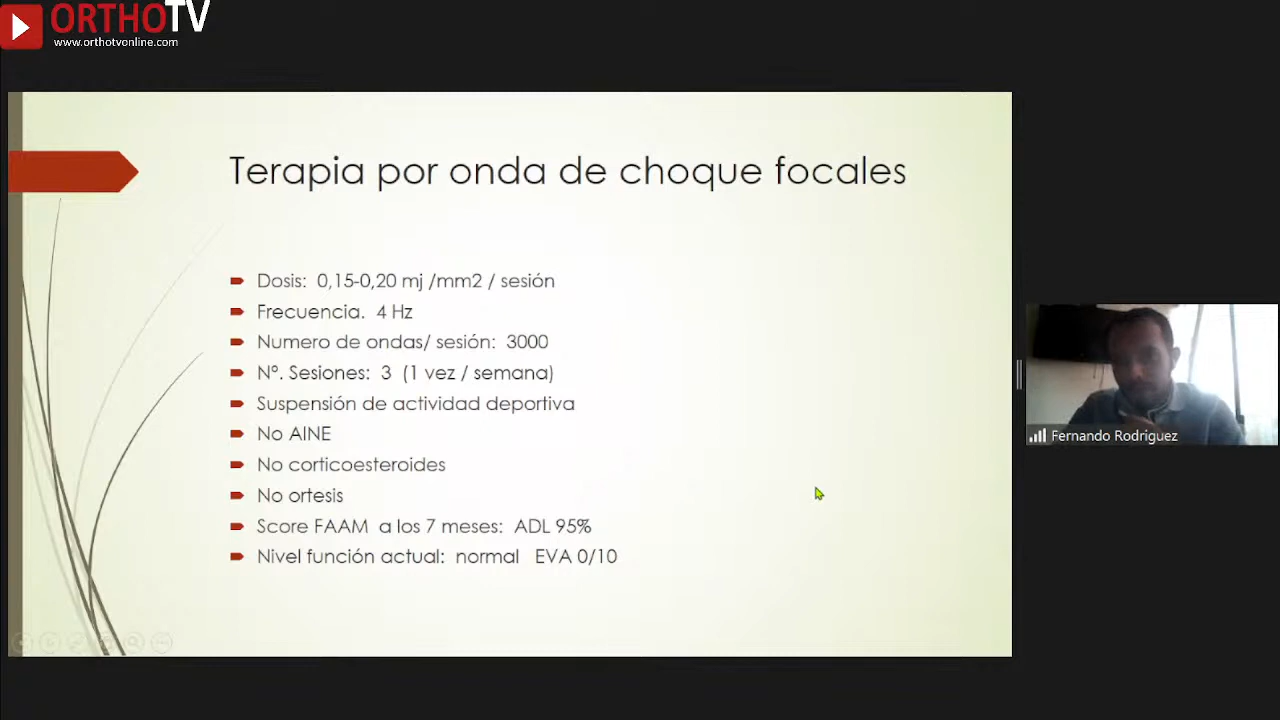 ORTHOTV
www.orthotvonline.com
Terapia por onda de choque focales
Dosis: 0,15-0,20 mj /mm2 / sesión
Frecuencia. 4 Hz
Numero de ondas/ sesión: 3000
Nº. Sesiones: 3 (1 vez / semana)
Suspensión de actividad deportiva
No AINE
No corticoesteroides
No ortesis
Score FAAM a los 7 meses: ADL 95%
Nivel función actual: normal EVA 0/10
Fernando Rodriguez